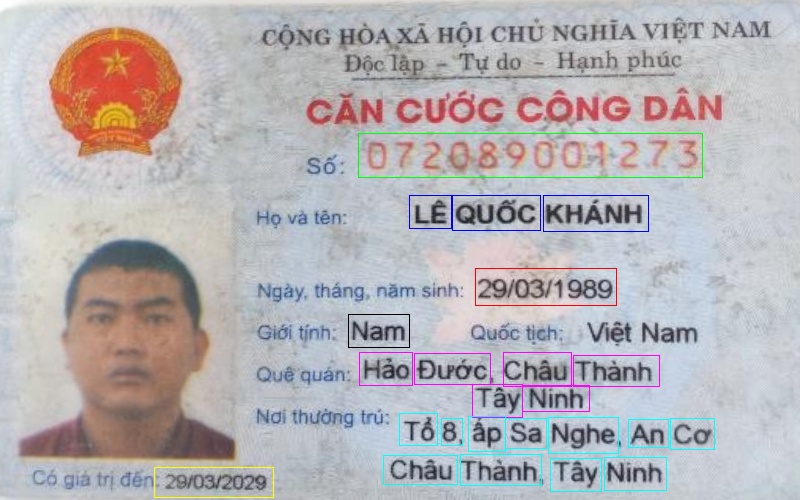 CỘNG HÒA XÃ HỘI CHỦ NGHĨA VIỆT NAM
Độc lập – Tự do – Hạnh phúc
CĂN CƯỚC CÔNG DÂN
Số: 072089001273
Họ và tên: LÊ QUỐC KHÁNH
Ngày, tháng, năm sinh: 29/03/1989
Giới tính: Nam Quốc tịch: Việt Nam
Quê quán: Hảo Đước, Châu Thành
Tây Ninh
Nơi thường trú: Tổ 8, ấp Sa Nghe, An Cơ
Châu Thành, Tây Ninh
Có giá trị đến: 29/03/2029